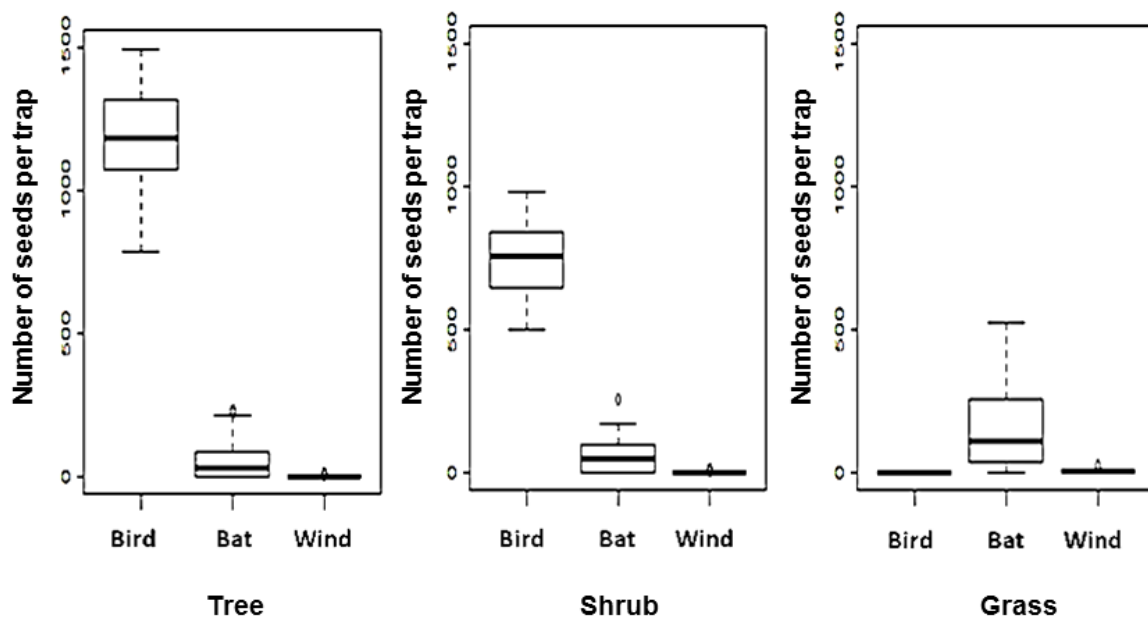 Number of seeds per trap
1500
1000
500
0
Bird Bat Wind
Tree
Number of seeds per trap
1500
1000
500
0
Bird Bat Wind
Shrub
Number of seeds per trap
1500
1000
500
0
Bird Bat Wind
Grass